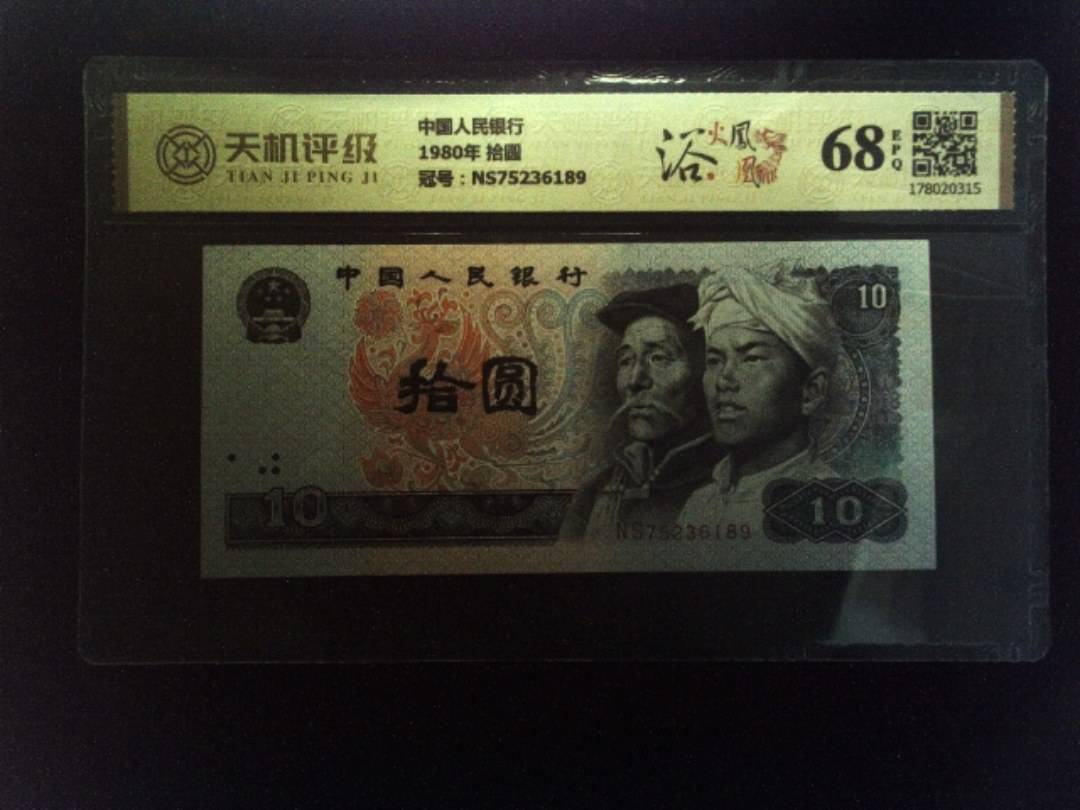 天机评级
TIAN JI PING JI
中国人民银行
1980年 拾圆
冠号：NS75236189
浴火凤凰
68
EPQ
178020315
中国人民银行
10
拾圆
10
NS75236189
10